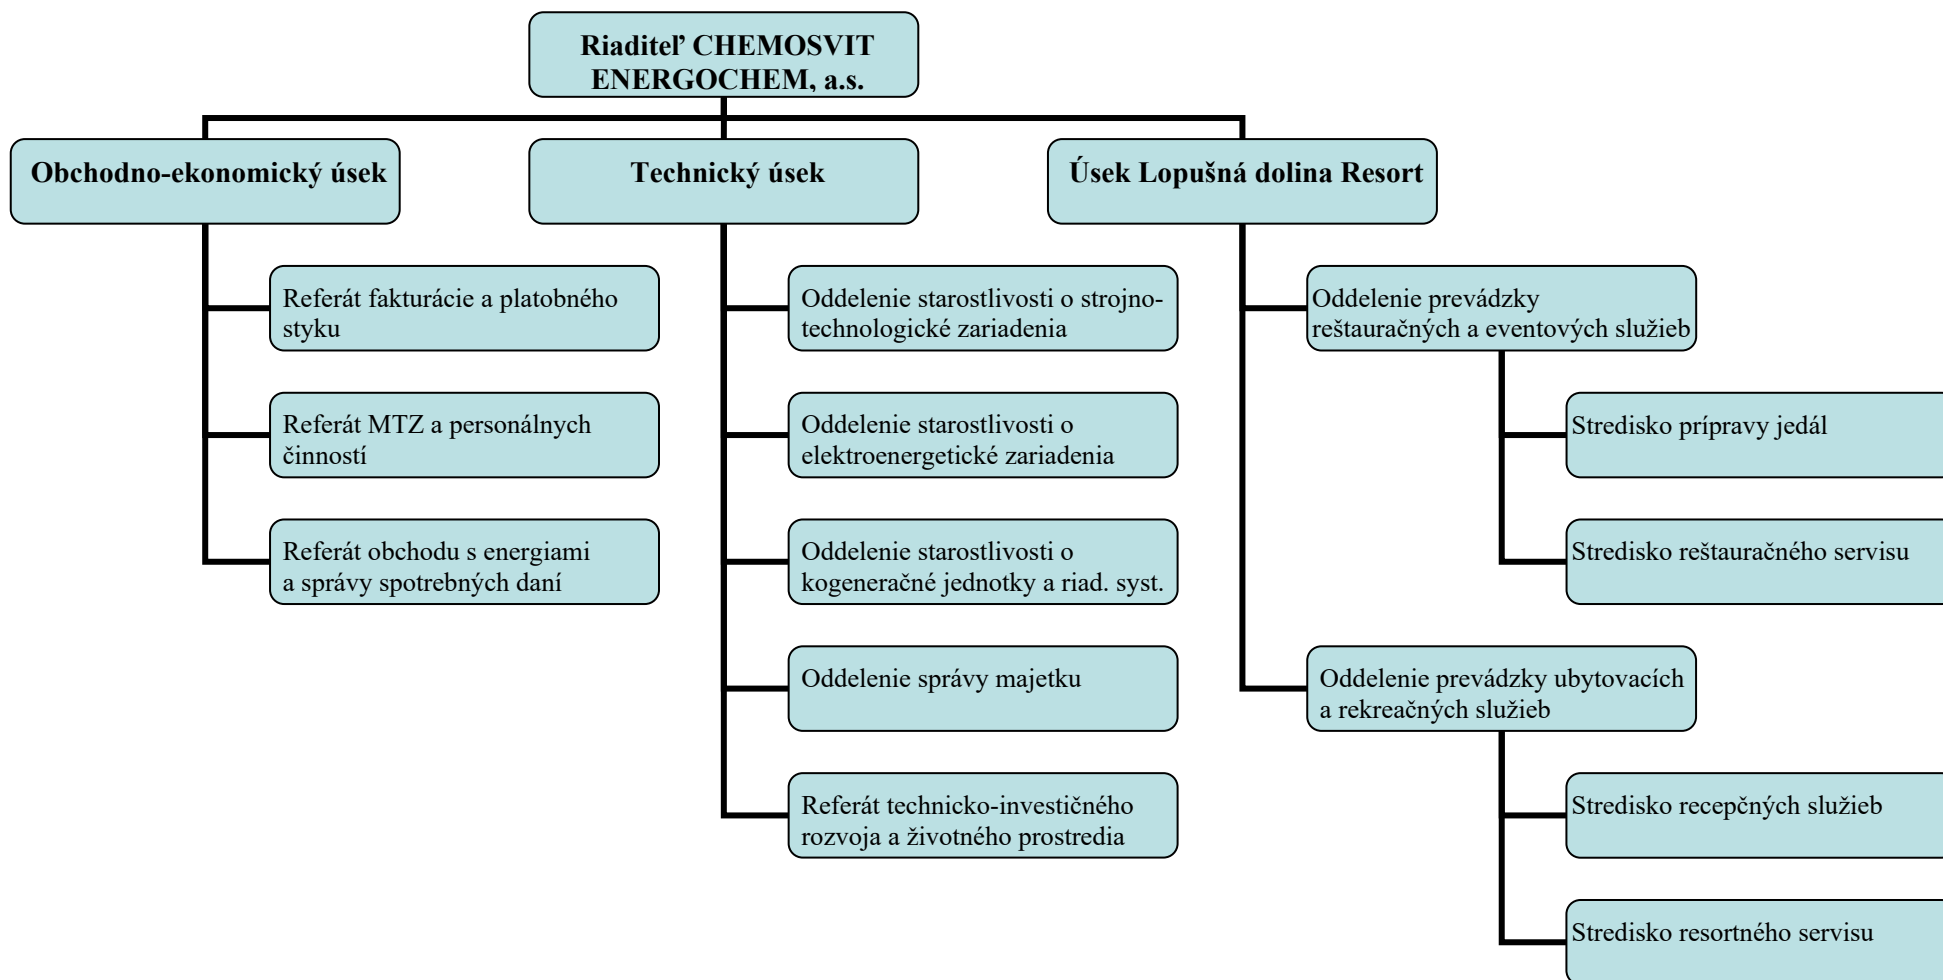 Riaditeľ CHEMOSVIT
ENERGOCHEM, a.s.
Obchodno-ekonomický úsek
Technický úsek
Úsek Lopušná dolina Resort
Referát fakturácie a platobného
styku
Referát MTZ a personálnych
činností
Referát obchodu s energiami
a správy spotrebných daní
Oddelenie starostlivosti o strojno-
technologické zariadenia
Oddelenie starostlivosti o
elektroenergetické zariadenia
Oddelenie starostlivosti o
kogeneračné jednotky a riad. syst.
Oddelenie správy majetku
Referát technicko-investičného
rozvoja a životného prostredia
Oddelenie prevádzky
reštauračných a eventových služieb
Stredisko prípravy jedál
Stredisko reštauračného servisu
Oddelenie prevádzky ubytovacích
a rekreačných služieb
Stredisko recepčných služieb
Stredisko resortného servisu